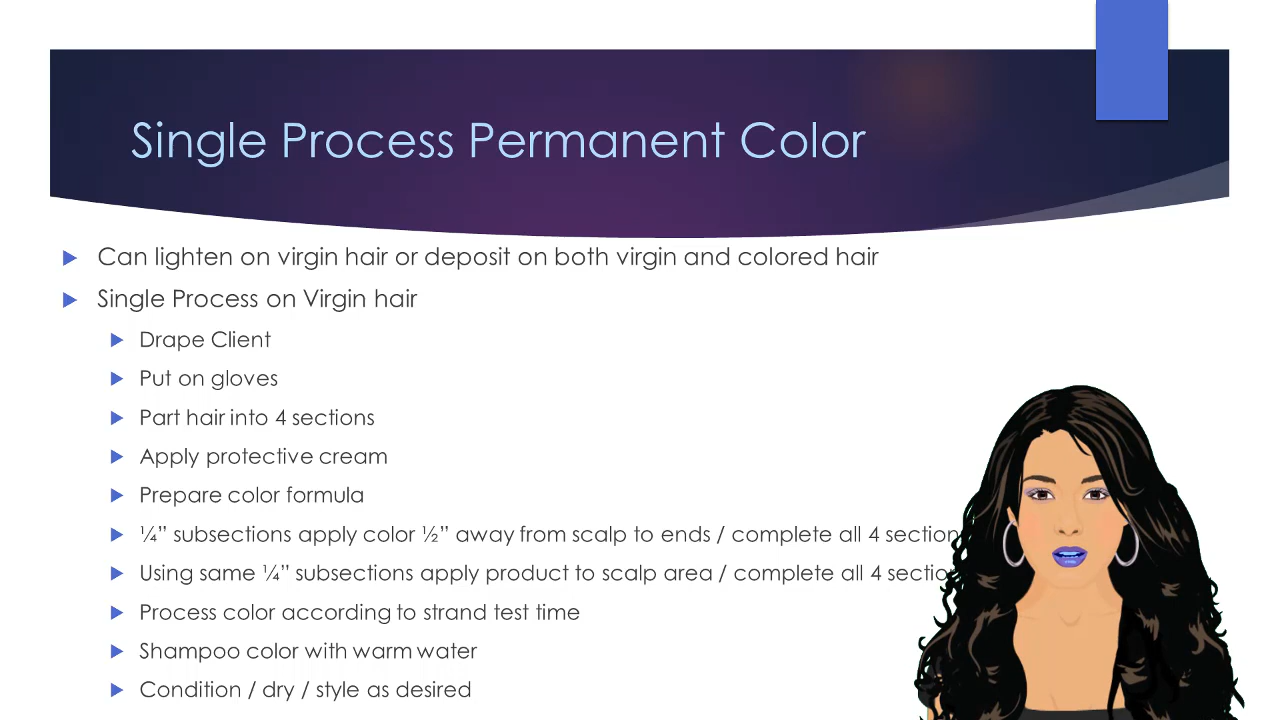 Single Process Permanent Color
Can lighten on virgin hair or deposit on both virgin and colored hair
Single Process on Virgin hair
Drape Client
Put on gloves
Part hair into 4 sections
Apply protective cream
Prepare color formula
¼” subsections apply color ½” away from scalp to ends / complete all 4 section
Using same ¼” subsections apply product to scalp area / complete all 4 sectio
Process color according to strand test time
Shampoo color with warm water
Condition / dry / style as desired